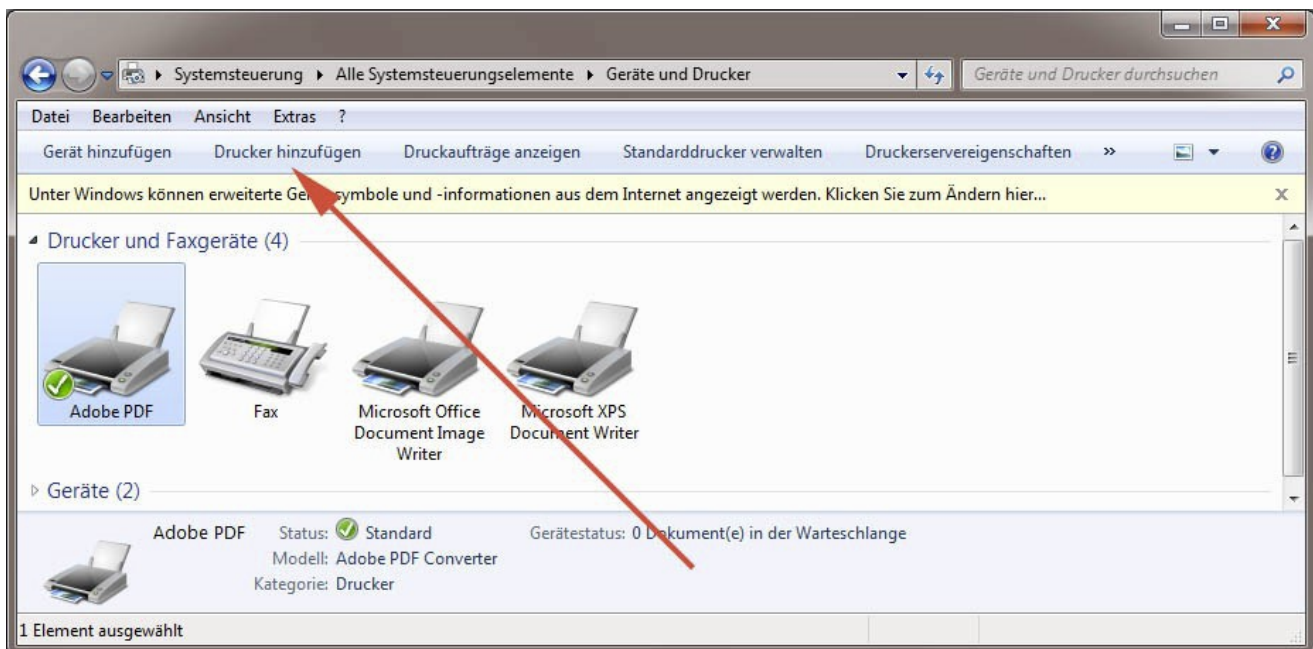 Systemsteuerung Alle Systemsteuerungselemente Geräte und Drucker Geräte und Drucker durchsuchen
Datei Bearbeiten Ansicht Extras ?
Gerät hinzufügen Drucker hinzufügen Druckaufträge anzeigen Standarddrucker verwalten Druckerservereigenschaften »
Unter Windows können erweiterte Gerätesymbole und -informationen aus dem Internet angezeigt werden. Klicken Sie zum Ändern hier...
Drucker und Faxgeräte (4)
Adobe PDF
Fax
Microsoft Office
Document Image
Writer
Microsoft XPS
Document Writer
Geräte (2)
Adobe PDF Status: Standard Gerätestatus: 0 Dokument(e) in der Warteschlange
Modell: Adobe PDF Converter
Kategorie: Drucker
1 Element ausgewählt